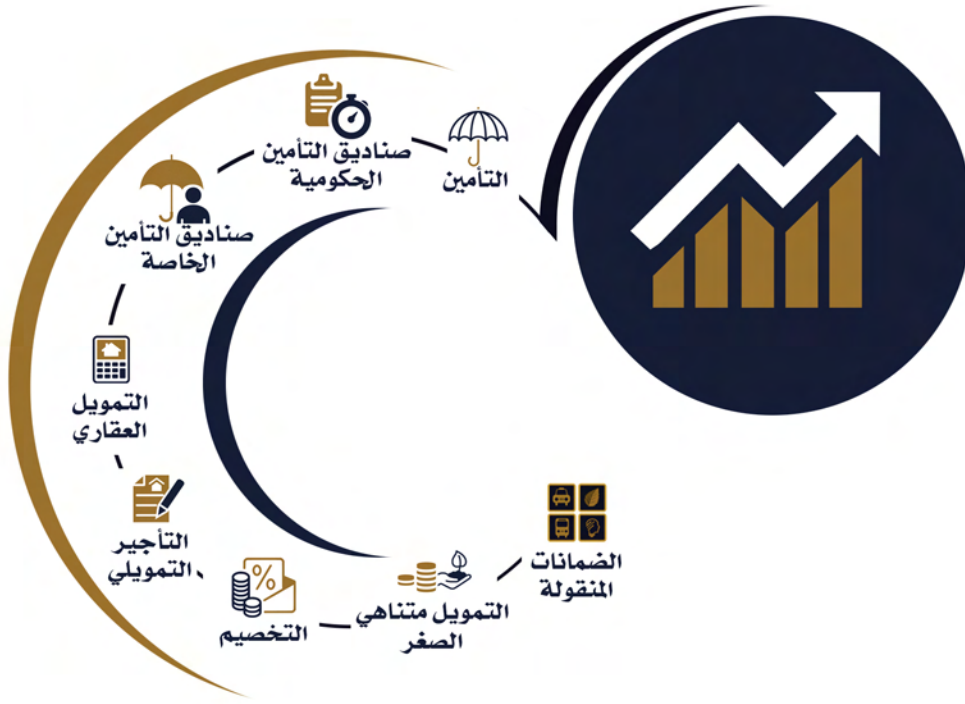 التأمين
صناديق التأمين
الحكومية
صناديق التأمين
الخاصة
التمويل
العقاري
التأجير
التمويلي
التخصيم
التمويل متناهي
الصغر
الضمانات
المنقولة